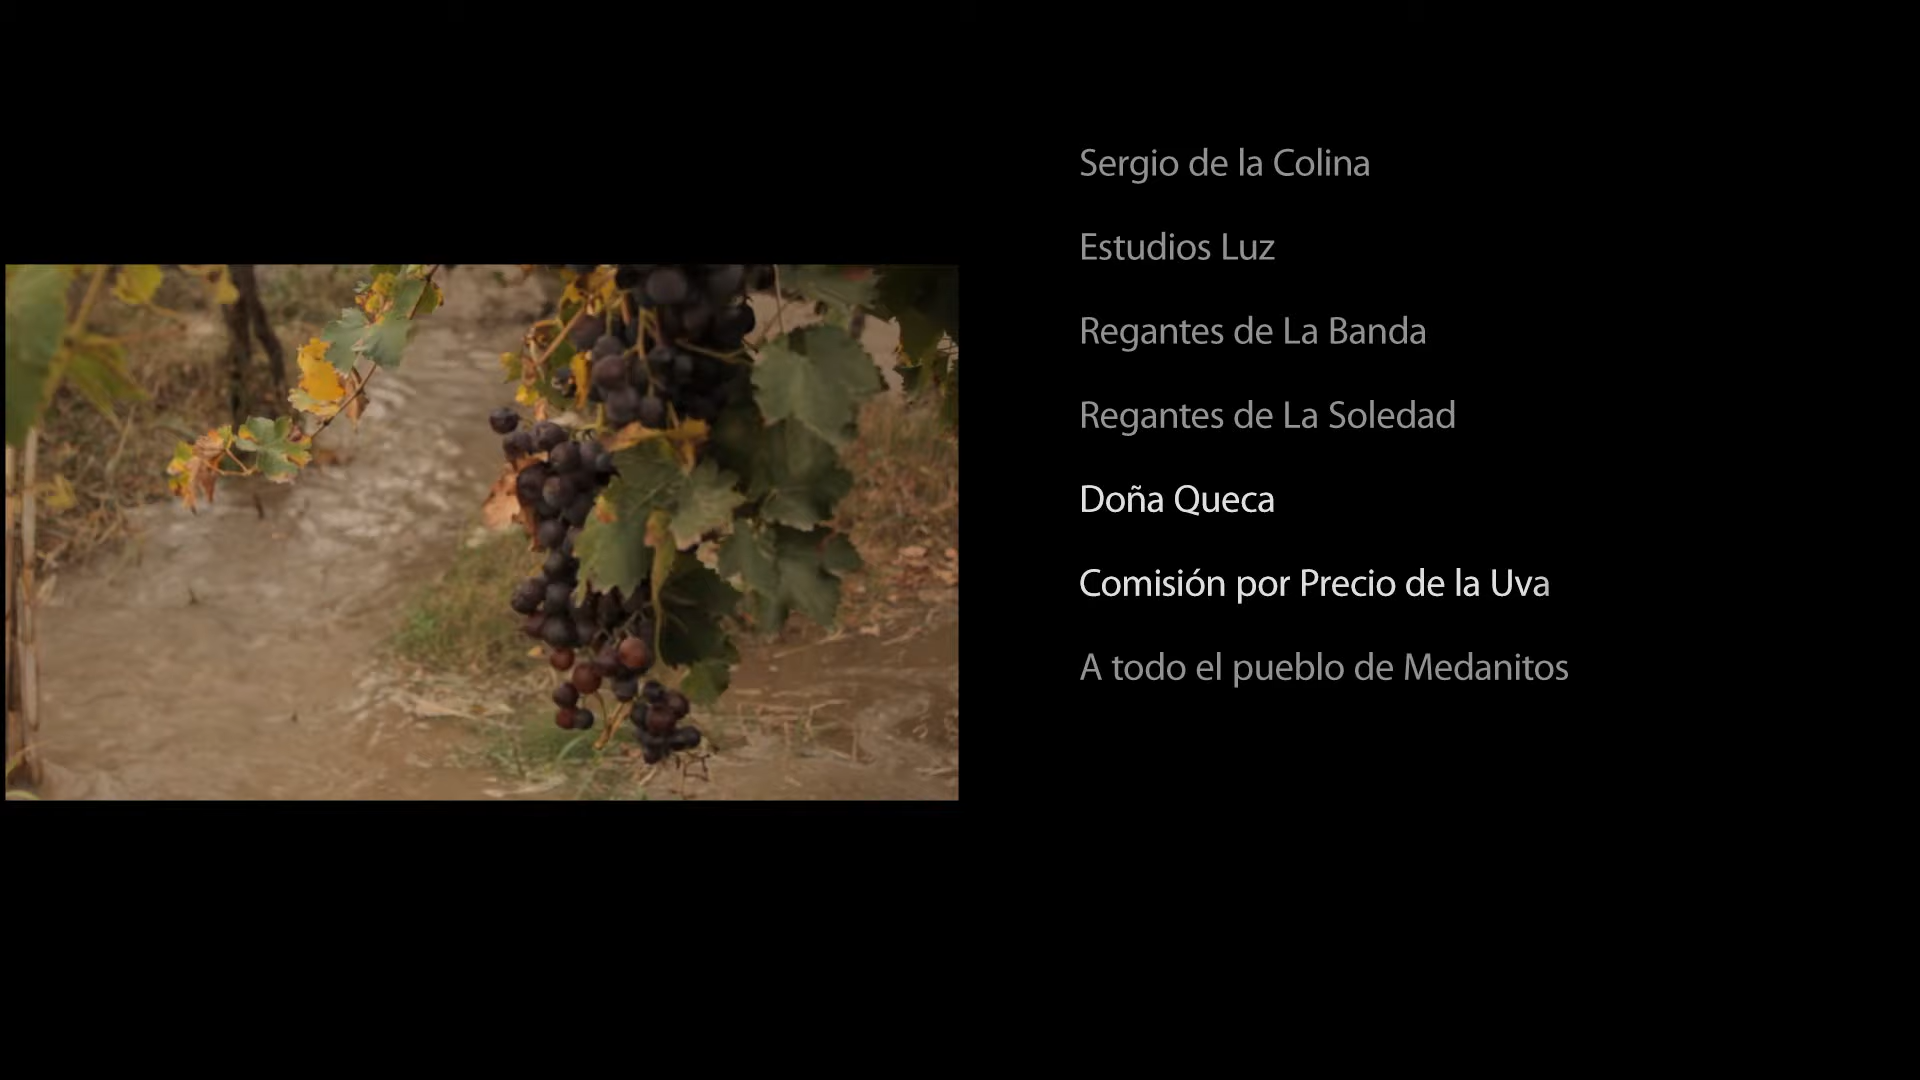 Sergio de la Colina
Estudios Luz
Regantes de La Banda
Regantes de La Soledad
Doña Queca
Comisión por Precio de la Uva
A todo el pueblo de Medanitos